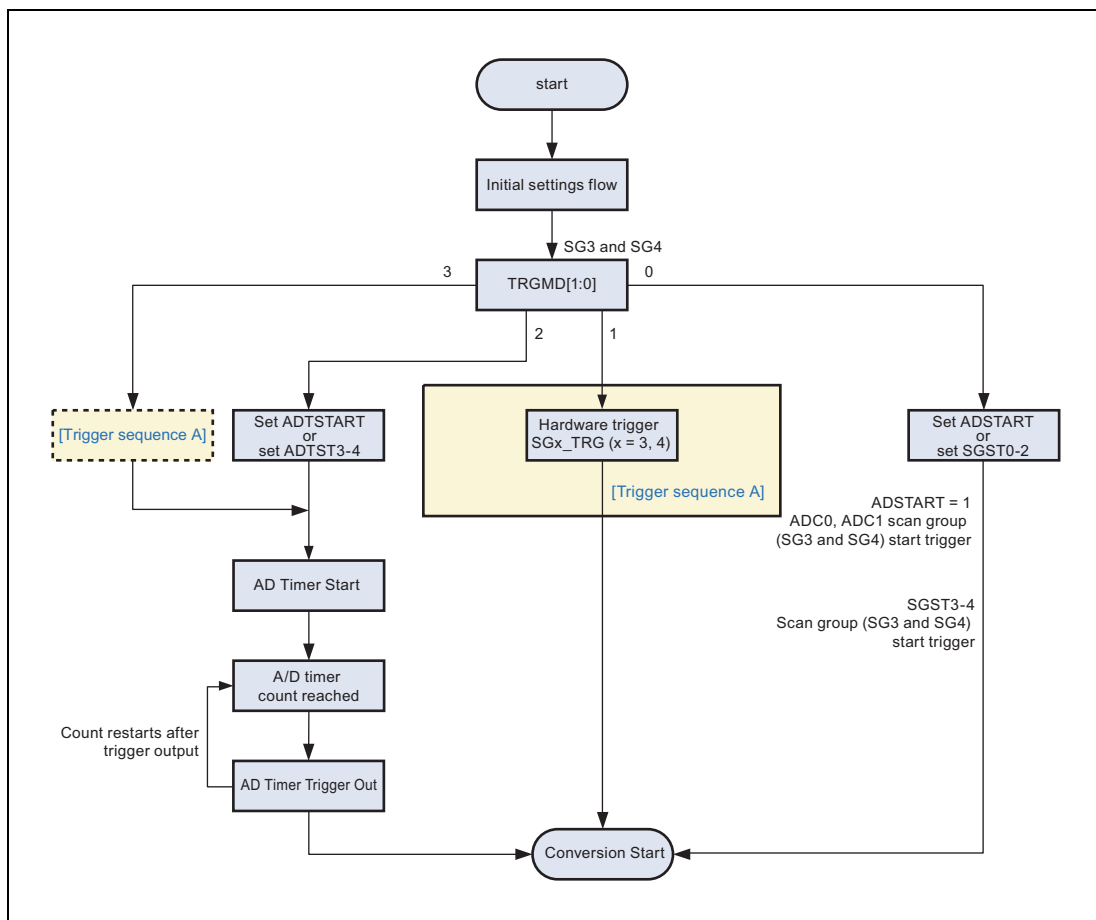 start
Initial settings flow
SG3 and SG4
3
TRGMD[1:0]
0
2
1
[Trigger sequence A]
Set ADTSTART
or
set ADTST3-4
Hardware trigger
SGx_TRG (x = 3, 4)
[Trigger sequence A]
Set ADSTART
or
set SGST0-2
ADSTART = 1
ADC0, ADC1 scan group
(SG3 and SG4) start trigger
AD Timer Start
SGST3-4
Scan group (SG3 and SG4)
start trigger
A/D timer
count reached
Count restarts after
trigger output
AD Timer Trigger Out
Conversion Start